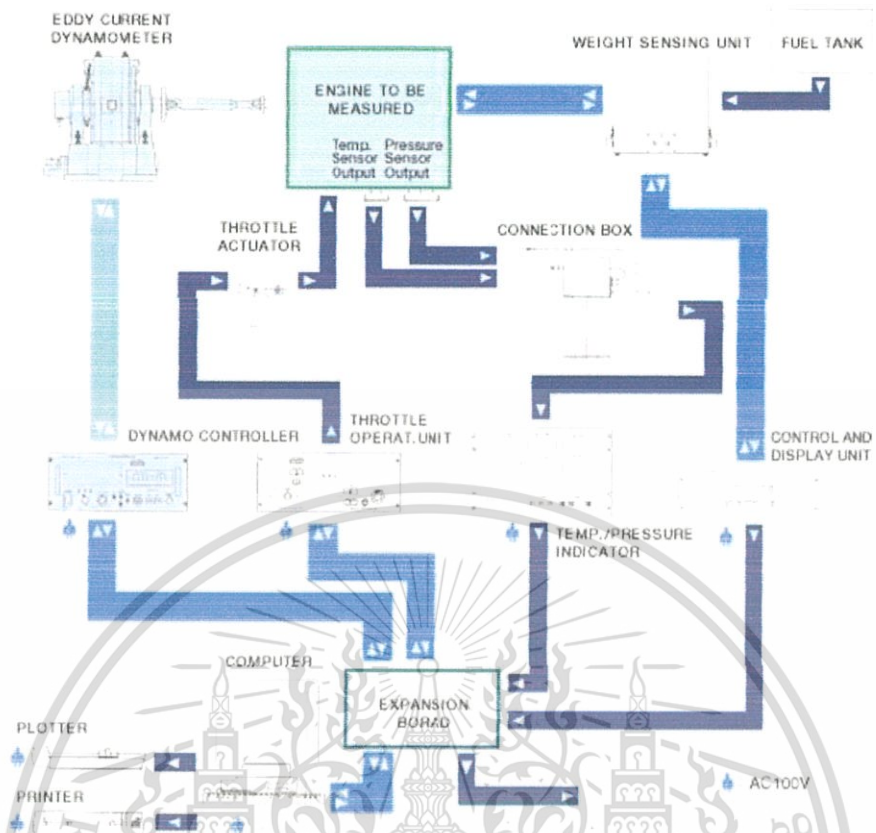 EDDY CURRENT
DYNAMOMETER
WEIGHT SENSING UNIT
FUEL TANK
ENGINE TO BE
MEASURED
Temp. Pressure
Sensor Sensor
Output Output
THROTTLE
ACTUATOR
CONNECTION BOX
DYNAMO CONTROLLER
THROTTLE
OPERAT.UNIT
CONTROL AND
DISPLAY UNIT
TEMP./PRESSURE
INDICATOR
COMPUTER
EXPANSION
BORAD
PLOTTER
PRINTER
AC100V